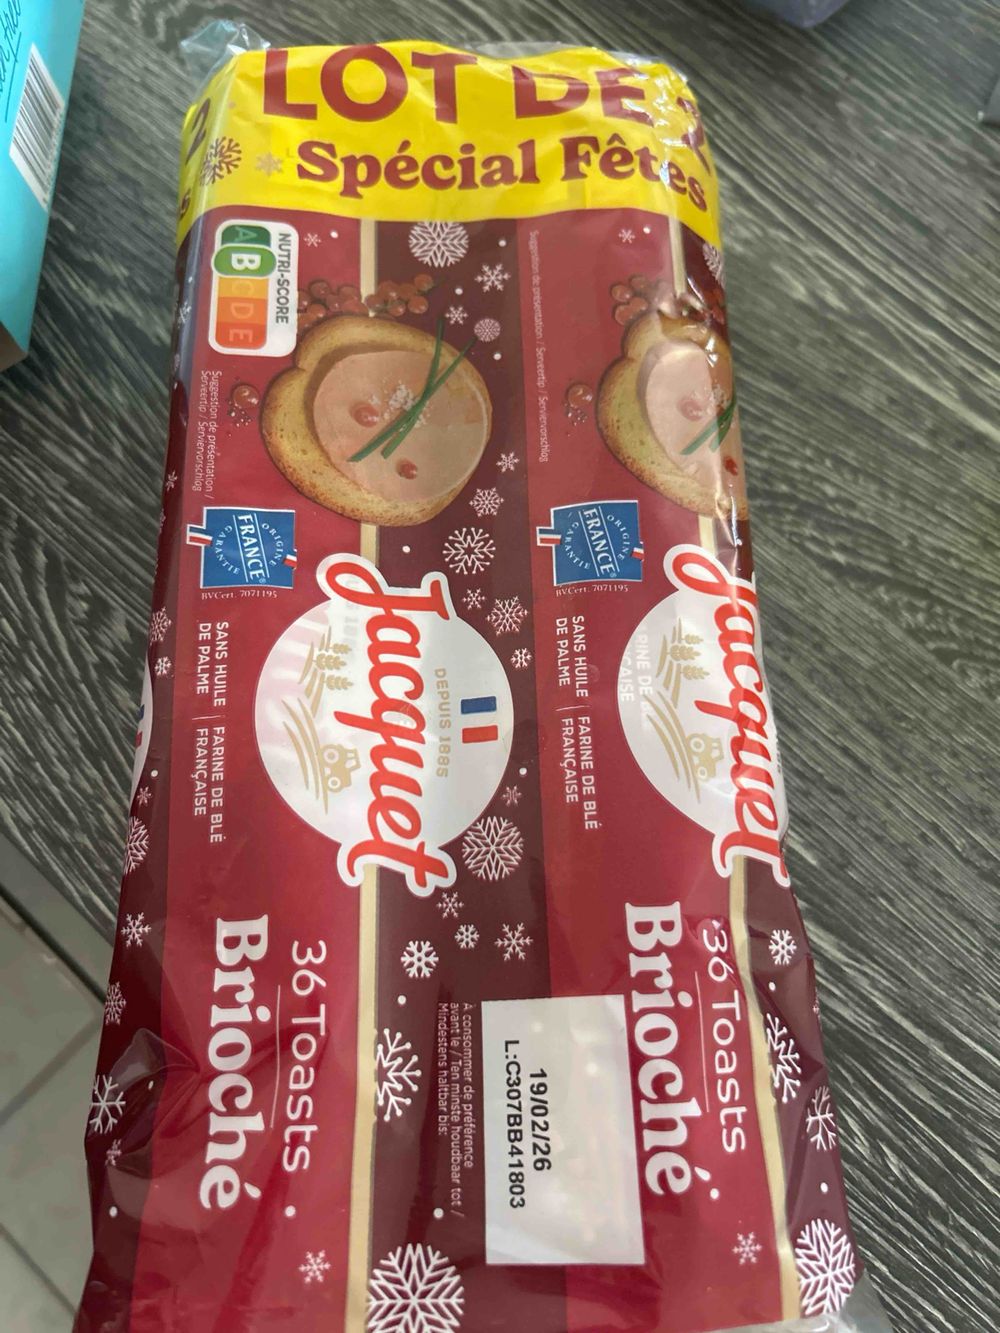 LOT DE 2
Spécial Fêtes
2
NUTRI-SCORE
A B C D E
Suggestion de présentation /
Serveertip / Serviervorschlag
ORIGINE
FRANCE®
GARANTIE
BVCert. 7071195
SANS HUILE
DE PALME
FARINE DE BLÉ
FRANÇAISE
Jacquet
DEPUIS 1885
36 Toasts
Brioché
Suggestion de présentation / Serveertip / Serviervorschlag
ORIGINE
FRANCE®
GARANTIE
BVCert. 7071195
SANS HUILE
DE PALME
FARINE DE BLÉ
FRANÇAISE
Jacquet
36 Toasts
Brioché
À consommer de préférence
avant le / Ten minste houdbaar tot /
Mindestens haltbar bis:
19/02/26
L:C307BB41803